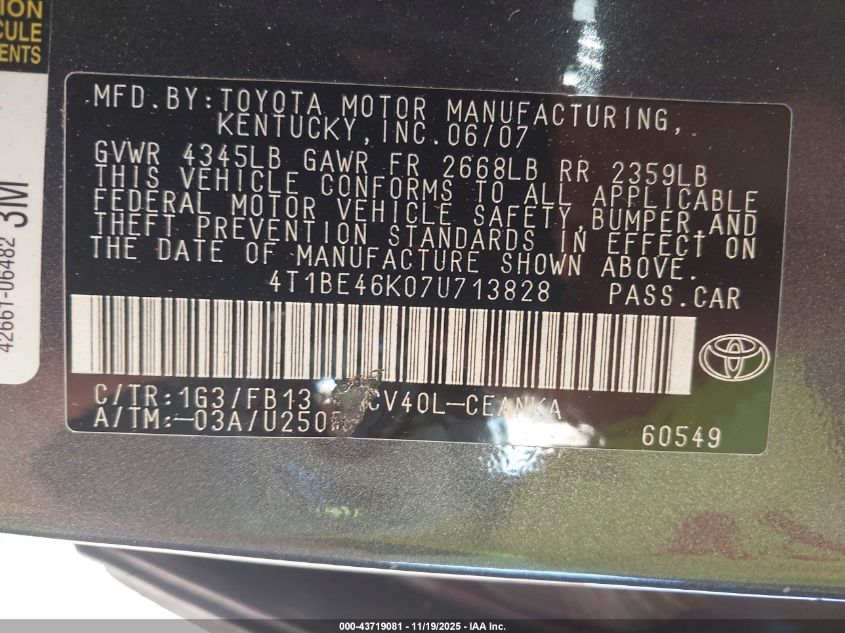 ION
CULE
ENTS
42661-06482 3M
MFD.BY:TOYOTA MOTOR MANUFACTURING,
KENTUCKY,INC.06/07
GVWR 4345LB GAWR FR 2668LB RR 2359LB
THIS VEHICLE CONFORMS TO ALL APPLICABLE
FEDERAL MOTOR VEHICLE SAFETY,BUMPER,AND
THEFT PREVENTION STANDARDS IN EFFECT ON
THE DATE OF MANUFACTURE SHOWN ABOVE.
4T1BE46K07U713828 PASS.CAR
C/TR:1G3/FB13 CV40L-CEANKA
A/TM:-03A/U250
60549
000-43719081 - 11/19/2025 - IAA Inc.